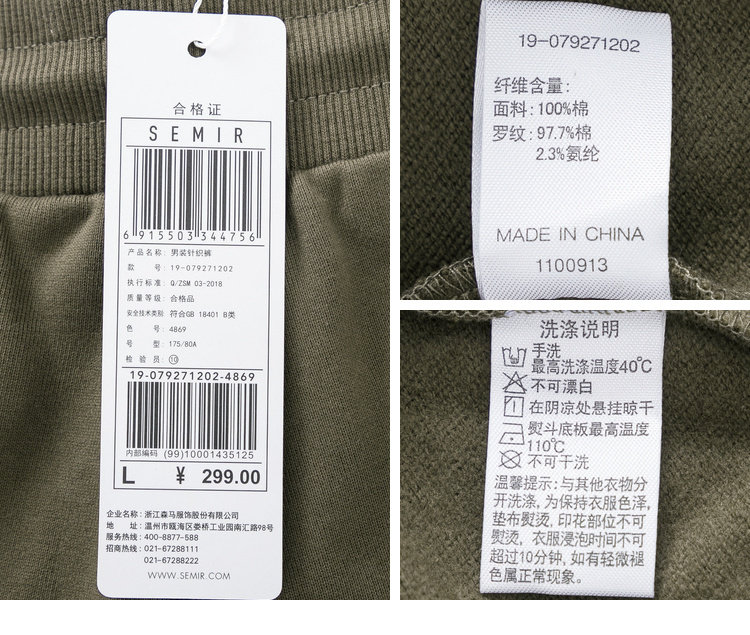 合格证
SEMIR
6 915503 344756
产品名称: 男装针织裤
款 号: 19-079271202
执行标准: Q/ZSM 03-2018
质量等级: 合格品
安全技术类别: 符合GB 18401 B类
色 号: 4869
号 型: 175/80A
检 验 员: ⑩
19-079271202-4869
内部编码 (99)10001435125
L ¥ 299.00
企业名称: 浙江森马服饰股份有限公司
地 址: 温州市瓯海区娄桥工业园南汇路98号
服务热线: 400-8877-588
招商热线: 021-67288111
021-67288222
WWW.SEMIR.COM
19-079271202
纤维含量:
面料: 100%棉
罗纹: 97.7%棉
2.3%氨纶
MADE IN CHINA
1100913
洗涤说明
手洗
最高洗涤温度40℃
不可漂白
在阴凉处悬挂晾干
熨斗底板最高温度
110℃
不可干洗
温馨提示: 与其他衣物分
开洗涤, 为保持衣服色泽,
垫布熨烫, 印花部位不可
熨烫, 衣服浸泡时间不可
超过10分钟, 如有轻微褪
色属正常现象。